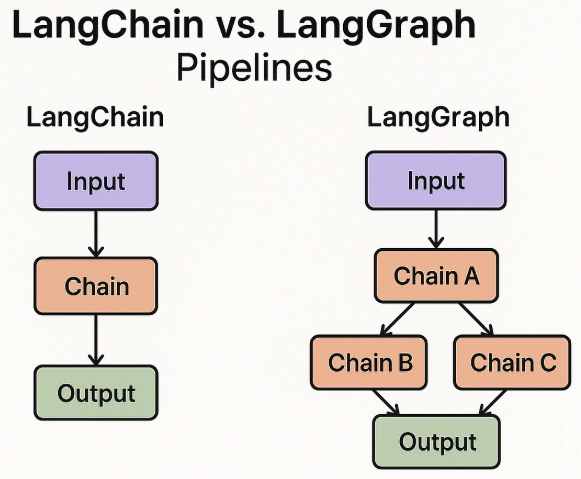 LangChain vs. LangGraph
Pipelines
LangChain
Input
Chain
Output
LangGraph
Input
Chain A
Chain B
Chain C
Output